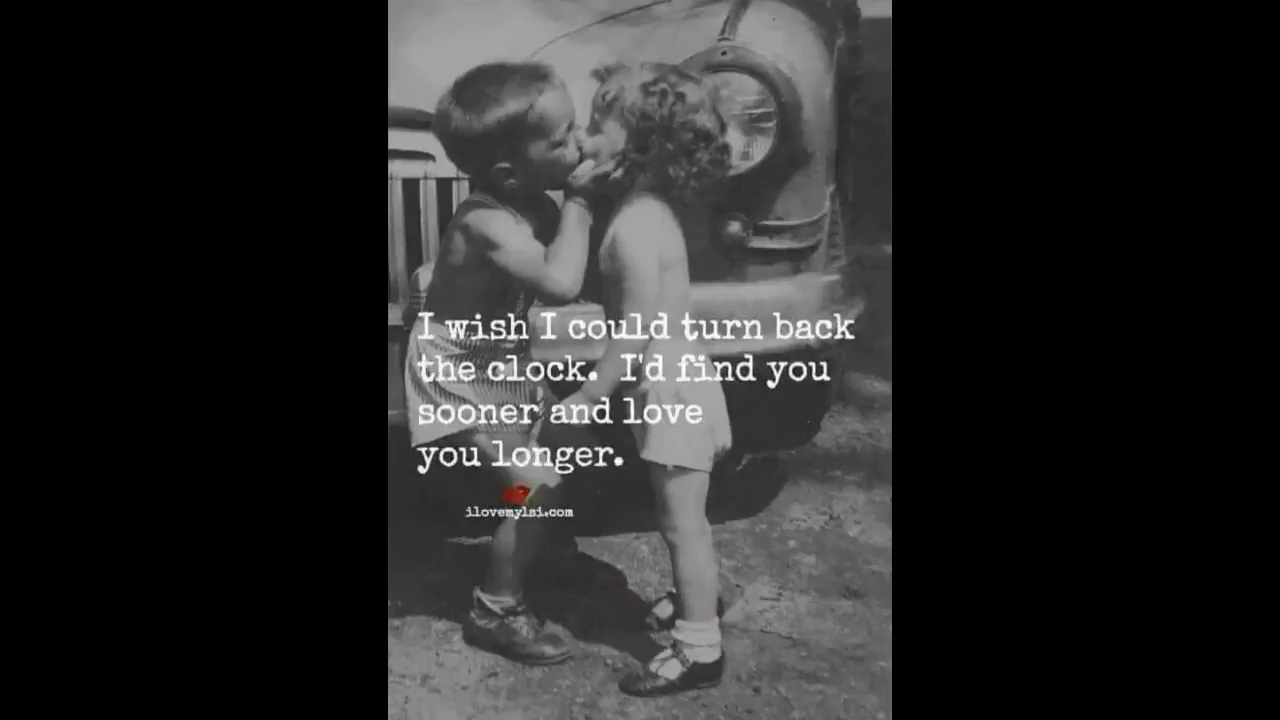 I wish I could turn back
the clock. I'd find you
sooner and love
you longer.
ilovemylsi.com